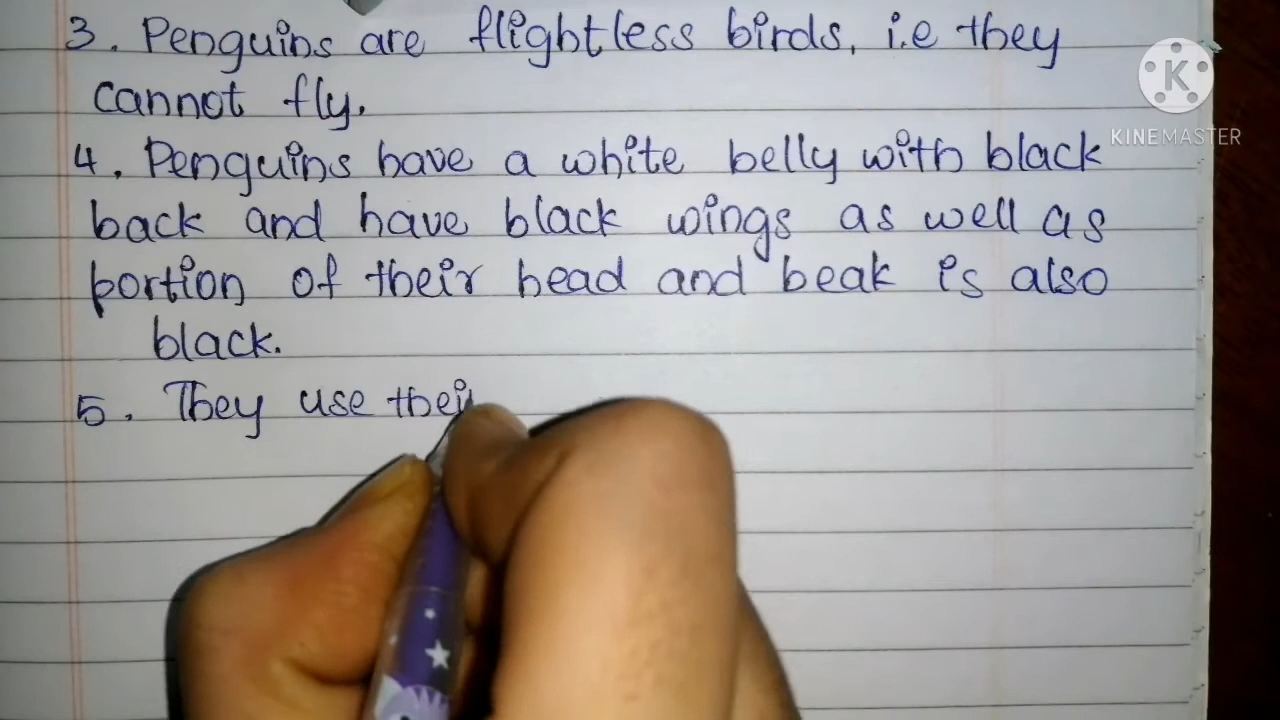 3. Penguins are flightless birds, i.e they
cannot fly.
4. Penguins have a white belly with black
back and have black wings as well as
portion of their head and beak is also
black.
5. They use thei
K
KINEMASTER